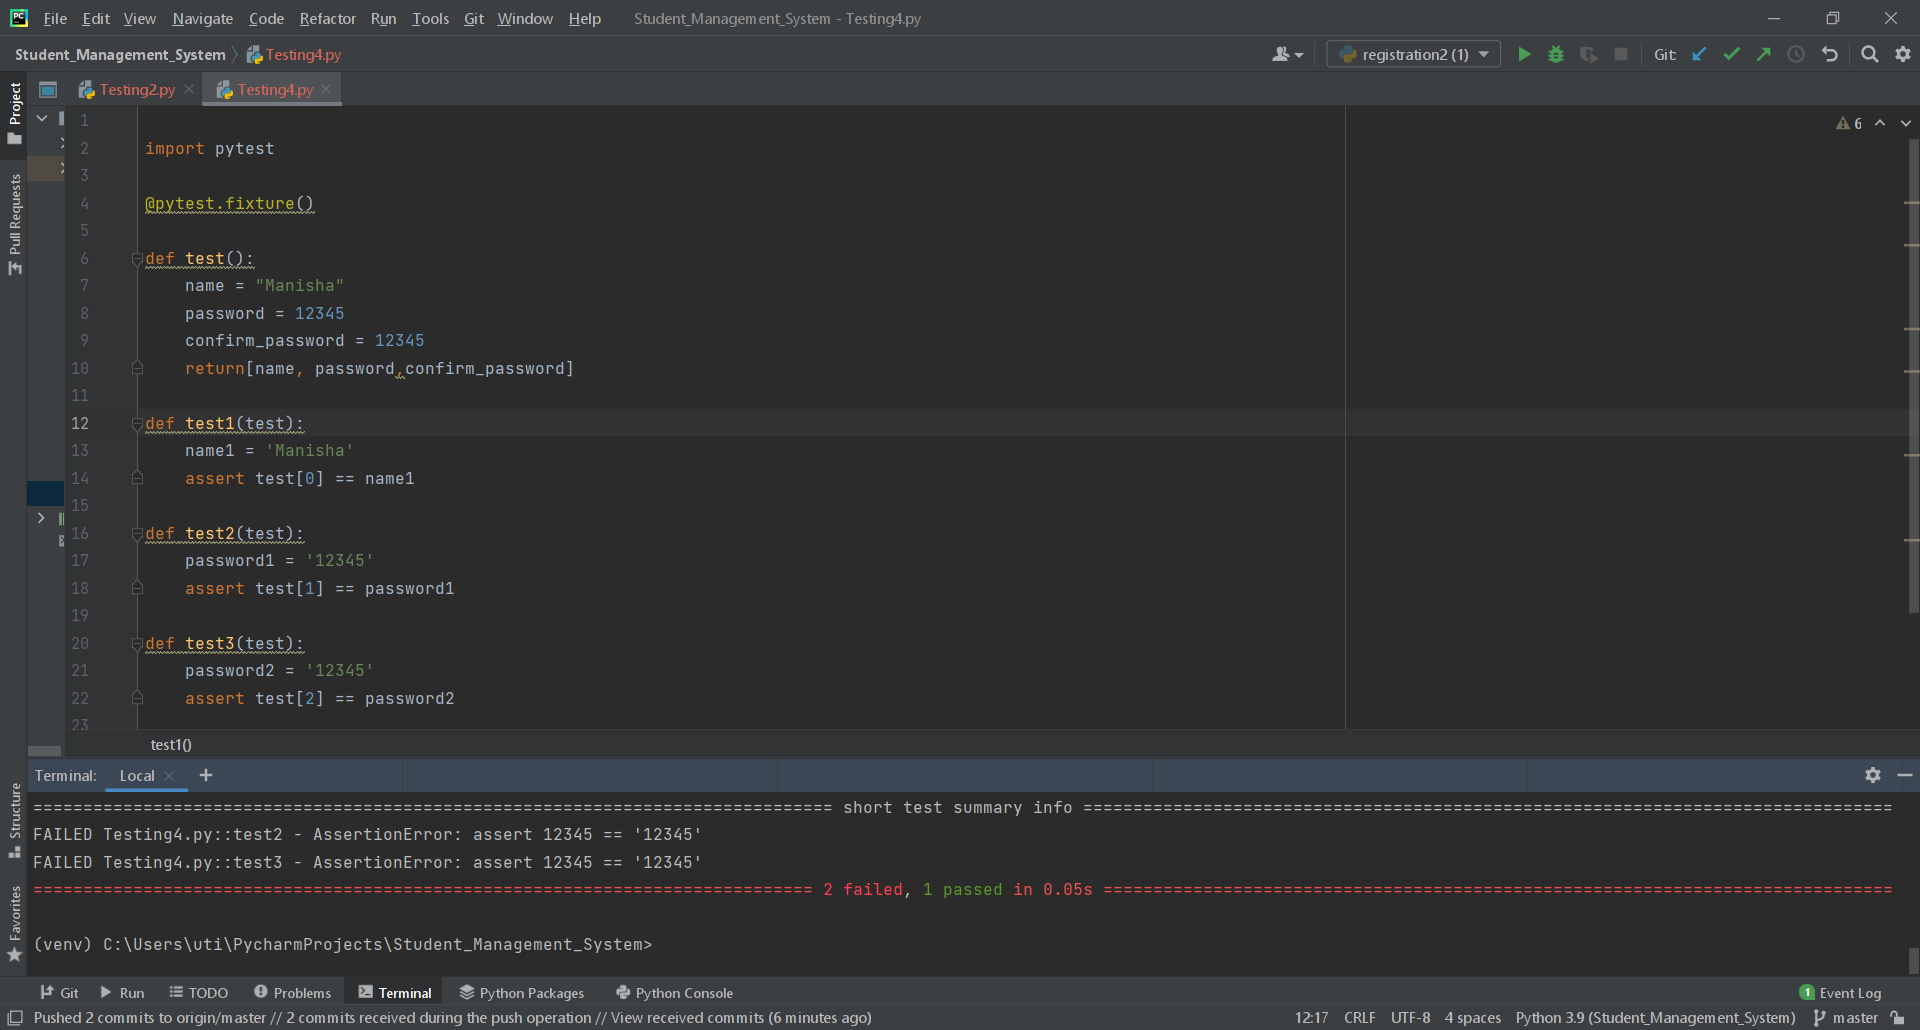 PC File Edit View Navigate Code Refactor Run Tools Git Window Help Student_Management_System - Testing4.py
Student_Management_System Testing4.py registration2 (1) Git:
Testing2.py Testing4.py
Project
Pull Requests
Structure
Favorites
6
1
2 import pytest
3
4 @pytest.fixture()
5
6 def test():
7 name = "Manisha"
8 password = 12345
9 confirm_password = 12345
10 return[name, password,confirm_password]
11
12 def test1(test):
13 name1 = 'Manisha'
14 assert test[0] == name1
15
16 def test2(test):
17 password1 = '12345'
18 assert test[1] == password1
19
20 def test3(test):
21 password2 = '12345'
22 assert test[2] == password2
23
test1()
Terminal: Local
================================================================================ short test summary info =================================================================================
FAILED Testing4.py::test2 - AssertionError: assert 12345 == '12345'
FAILED Testing4.py::test3 - AssertionError: assert 12345 == '12345'
============================================================================== 2 failed, 1 passed in 0.05s ===============================================================================
(venv) C:\Users\uti\PycharmProjects\Student_Management_System>
Git Run TODO Problems Terminal Python Packages Python Console 1 Event Log
Pushed 2 commits to origin/master // 2 commits received during the push operation // View received commits (6 minutes ago) 12:17 CRLF UTF-8 4 spaces Python 3.9 (Student_Management_System) master